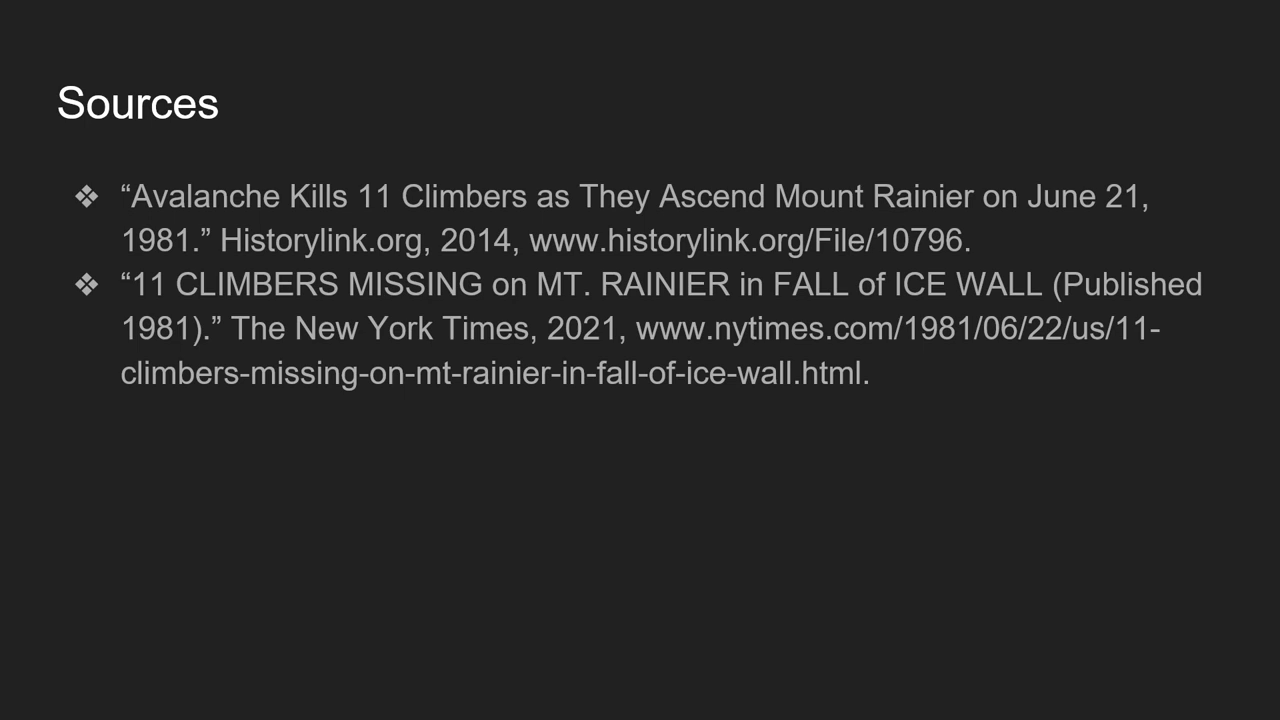 Sources
❖ “Avalanche Kills 11 Climbers as They Ascend Mount Rainier on June 21,
1981.” Historylink.org, 2014, www.historylink.org/File/10796.
❖ “11 CLIMBERS MISSING on MT. RAINIER in FALL of ICE WALL (Published
1981).” The New York Times, 2021, www.nytimes.com/1981/06/22/us/11-
climbers-missing-on-mt-rainier-in-fall-of-ice-wall.html.